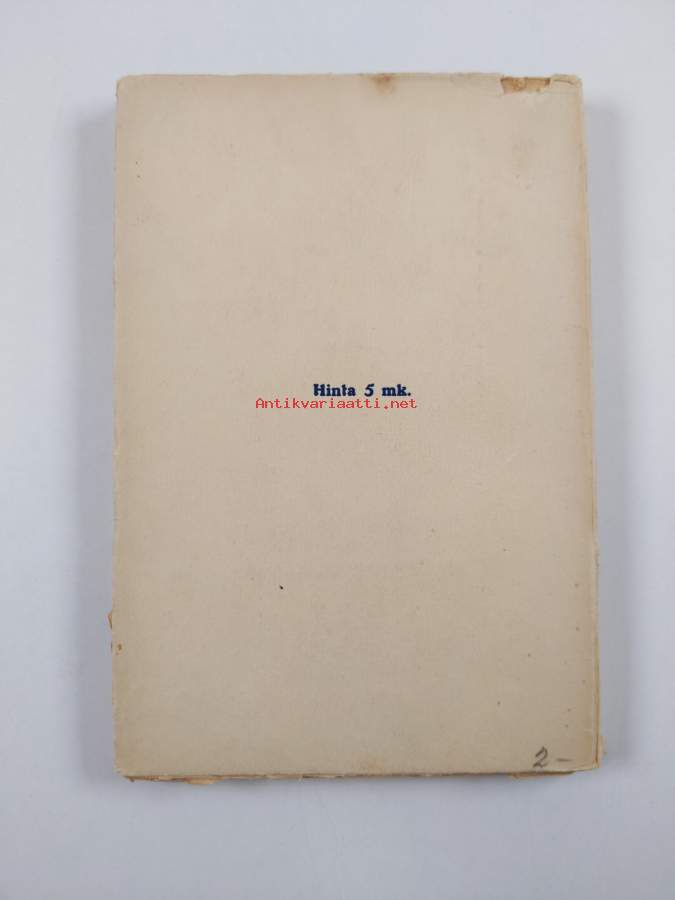 Hinta 5 mk.
Antikvariaatti.net
2-